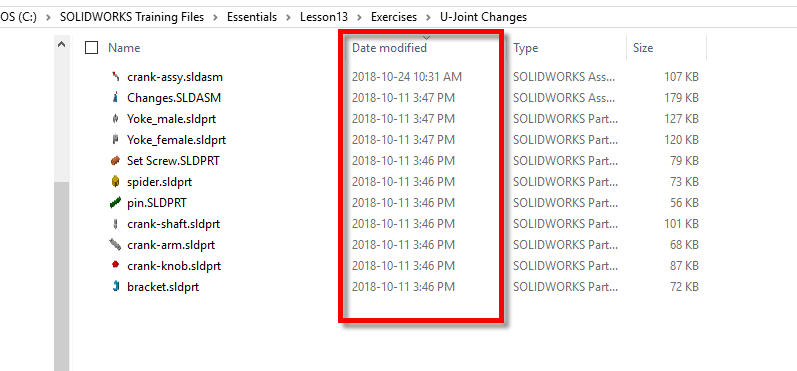 OS (C:) > SOLIDWORKS Training Files > Essentials > Lesson13 > Exercises > U-Joint Changes
Name Date modified Type Size
crank-assy.sldasm 2018-10-24 10:31 AM SOLIDWORKS Ass... 107 KB
Changes.SLDASM 2018-10-11 3:47 PM SOLIDWORKS Ass... 179 KB
Yoke_male.sldprt 2018-10-11 3:47 PM SOLIDWORKS Part... 127 KB
Yoke_female.sldprt 2018-10-11 3:47 PM SOLIDWORKS Part... 120 KB
Set Screw.SLDPRT 2018-10-11 3:46 PM SOLIDWORKS Part... 79 KB
spider.sldprt 2018-10-11 3:46 PM SOLIDWORKS Part... 73 KB
pin.SLDPRT 2018-10-11 3:46 PM SOLIDWORKS Part... 56 KB
crank-shaft.sldprt 2018-10-11 3:46 PM SOLIDWORKS Part... 101 KB
crank-arm.sldprt 2018-10-11 3:46 PM SOLIDWORKS Part... 68 KB
crank-knob.sldprt 2018-10-11 3:46 PM SOLIDWORKS Part... 87 KB
bracket.sldprt 2018-10-11 3:46 PM SOLIDWORKS Part... 72 KB